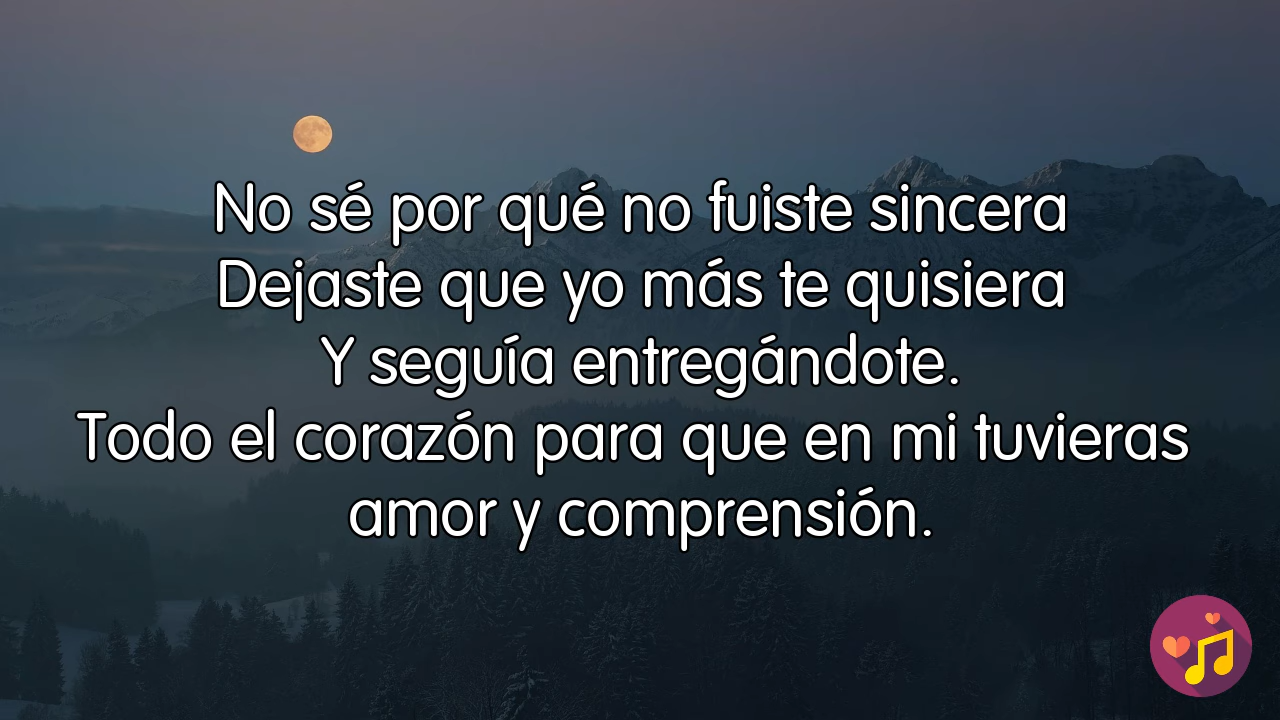 No sé por qué no fuiste sincera
Dejaste que yo más te quisiera
Y seguía entregándote.
Todo el corazón para que en mi tuvieras
amor y comprensión.